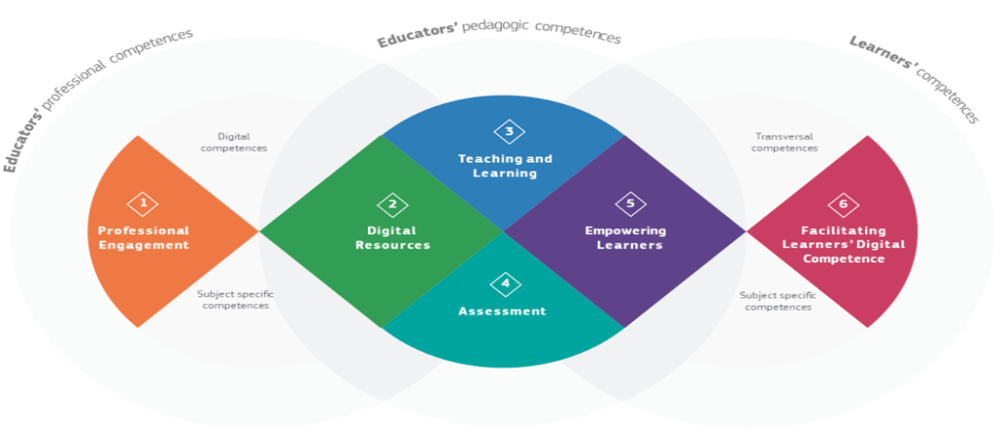 Educators' professional competences
Educators' pedagogic competences
Learners' competences
Digital
competences
Transversal
competences
3
Teaching and
Learning
1
Professional
Engagement
2
Digital
Resources
5
Empowering
Learners
6
Facilitating
Learners' Digital
Competence
4
Assessment
Subject specific
competences
Subject specific
competences